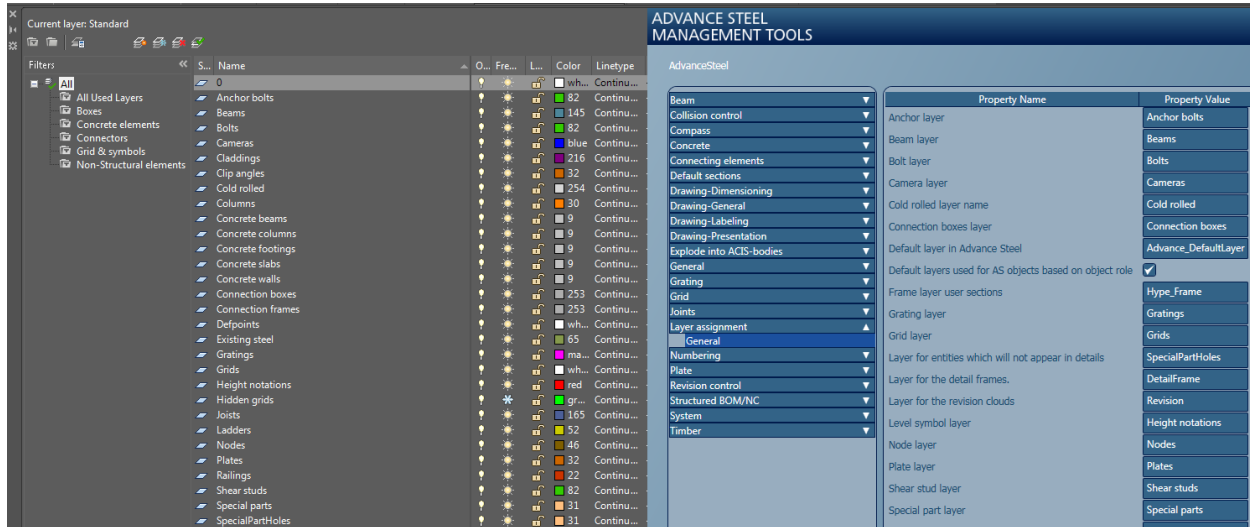 Current layer: Standard
Filters
All
All Used Layers
Boxes
Concrete elements
Connectors
Grid & symbols
Non-Structural elements
S... Name O... Fre... L... Color Linetype
0 wh... Continu...
Anchor bolts 82 Continu...
Beams 145 Continu...
Bolts 82 Continu...
Cameras blue Continu...
Claddings 216 Continu...
Clip angles 32 Continu...
Cold rolled 254 Continu...
Columns 30 Continu...
Concrete beams 9 Continu...
Concrete columns 9 Continu...
Concrete footings 9 Continu...
Concrete slabs 9 Continu...
Concrete walls 9 Continu...
Connection boxes 253 Continu...
Connection frames 253 Continu...
Defpoints wh... Continu...
Existing steel 65 Continu...
Gratings ma... Continu...
Grids wh... Continu...
Height notations red Continu...
Hidden grids gr... Continu...
Joists 165 Continu...
Ladders 52 Continu...
Nodes 46 Continu...
Plates 32 Continu...
Railings 22 Continu...
Shear studs 82 Continu...
Special parts 31 Continu...
SpecialPartHoles 31 Continu...
ADVANCE STEEL
MANAGEMENT TOOLS
AdvanceSteel
Beam
Collision control
Compass
Concrete
Connecting elements
Default sections
Drawing-Dimensioning
Drawing-General
Drawing-Labeling
Drawing-Presentation
Explode into ACIS-bodies
General
Grating
Grid
Joints
Layer assignment
General
Numbering
Plate
Revision control
Structured BOM/NC
System
Timber
Property Name Property Value
Anchor layer Anchor bolts
Beam layer Beams
Bolt layer Bolts
Camera layer Cameras
Cold rolled layer name Cold rolled
Connection boxes layer Connection boxes
Default layer in Advance Steel Advance_DefaultLayer
Default layers used for AS objects based on object role
Frame layer user sections Hype_Frame
Grating layer Gratings
Grid layer Grids
Layer for entities which will not appear in details SpecialPartHoles
Layer for the detail frames. DetailFrame
Layer for the revision clouds Revision
Level symbol layer Height notations
Node layer Nodes
Plate layer Plates
Shear stud layer Shear studs
Special part layer Special parts